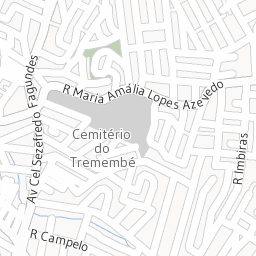 R Maria Amália Lopes Azevedo
Av Cel Sezefredo Fagundes
Cemitério
do
Tremembé
R Imbiras
R Campelo